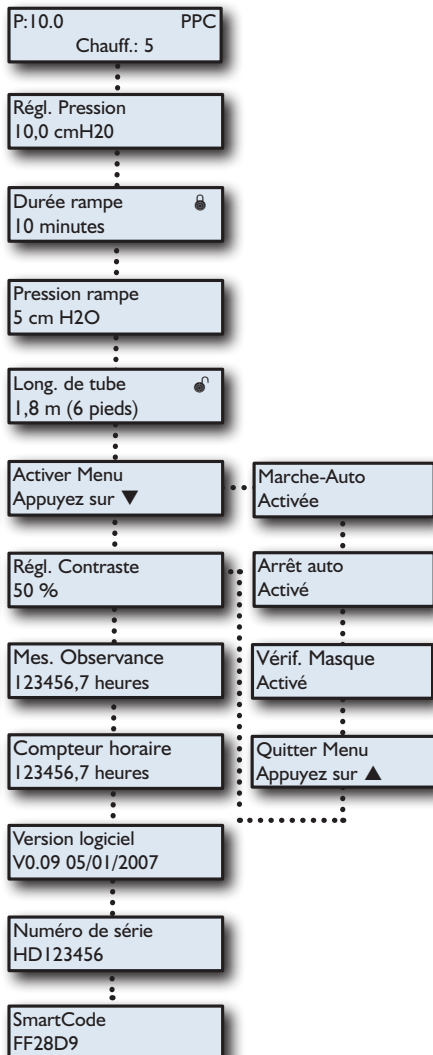 P:10.0 PPC
Chauff.: 5
Régl. Pression
10,0 cmH20
Durée rampe
10 minutes
Pression rampe
5 cm H2O
Long. de tube
1,8 m (6 pieds)
Activer Menu
Appuyez sur ▼
Marche-Auto
Activée
Arrêt auto
Activé
Vérif. Masque
Activé
Quitter Menu
Appuyez sur ▲
Régl. Contraste
50 %
Mes. Observance
123456,7 heures
Compteur horaire
123456,7 heures
Version logiciel
V0.09 05/01/2007
Numéro de série
HD123456
SmartCode
FF28D9